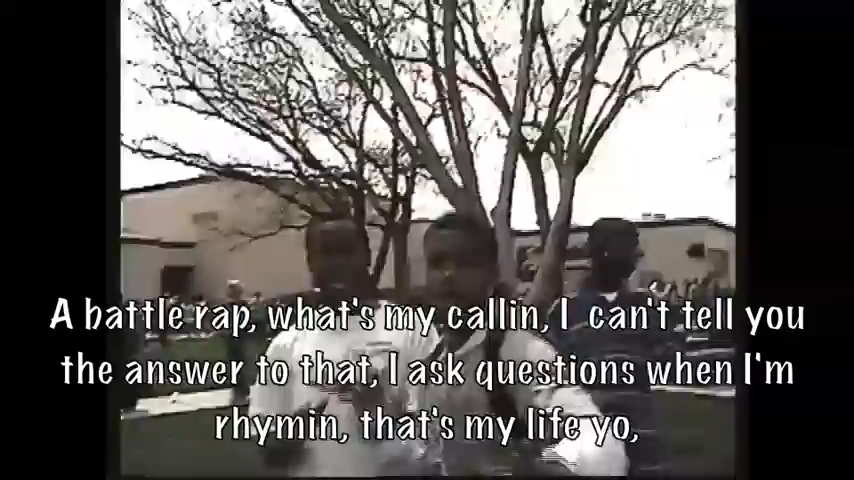 A battle rap, what's my callin, I can't tell you
the answer to that, I ask questions when I'm
rhymin, that's my life yo,